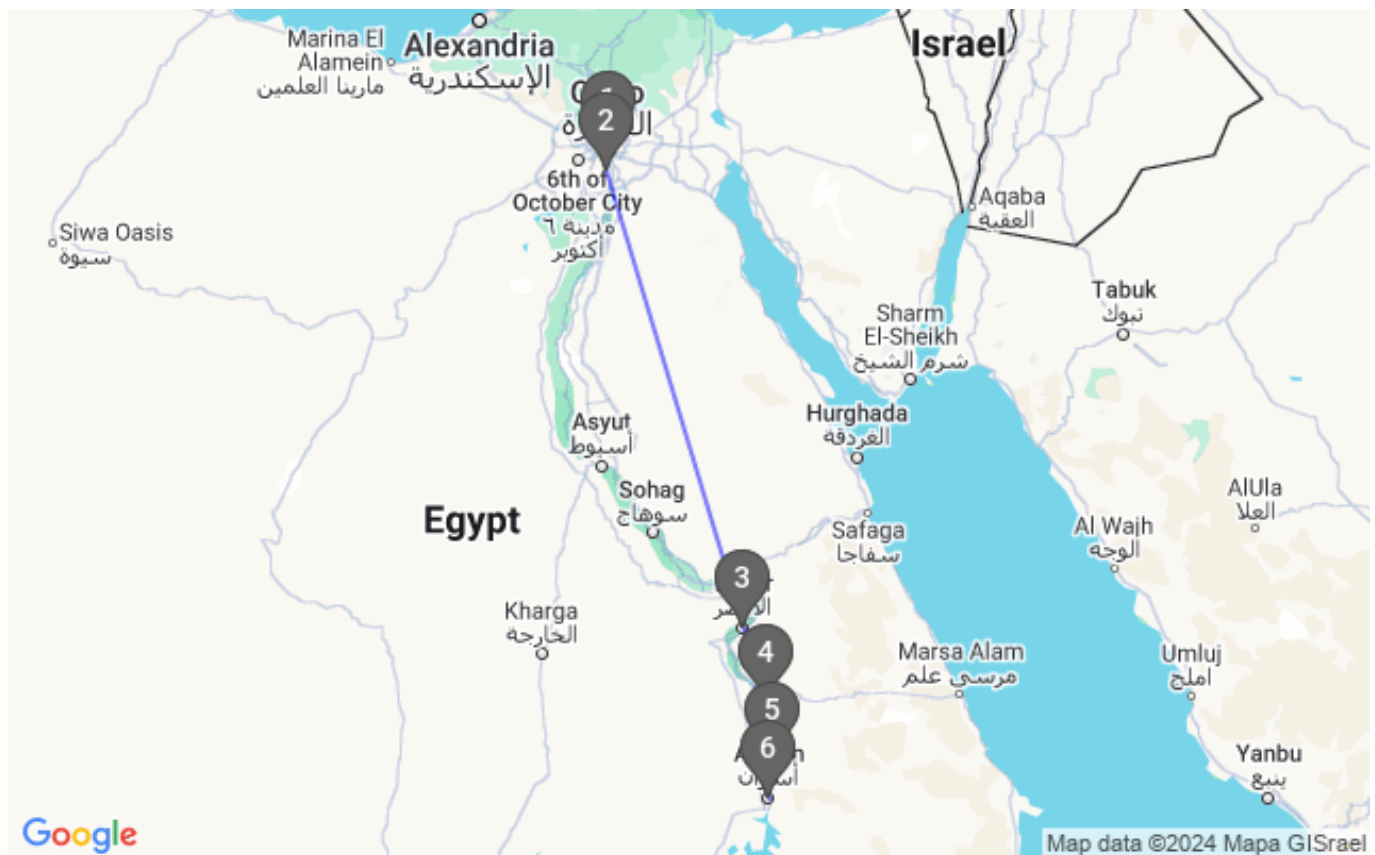 Marina El
Alamein
مارينا العلمين
Alexandria
الإسكندرية
Israel
1
2
6th of
October City
مدينة ٦
أكتوبر
Siwa Oasis
سيوة
Aqaba
العقبة
Tabuk
تبوك
Sharm
El-Sheikh
شرم الشيخ
Hurghada
الغردقة
Asyut
أسيوط
Sohag
سوهاج
Egypt
AlUla
العلا
Safaga
سفاجا
Al Wajh
الوجه
3
Kharga
الخارجة
4
Marsa Alam
مرسى علم
Umluj
املج
5
6
أسوان
Yanbu
ينبع
Google
Map data ©2024 Mapa GISrael